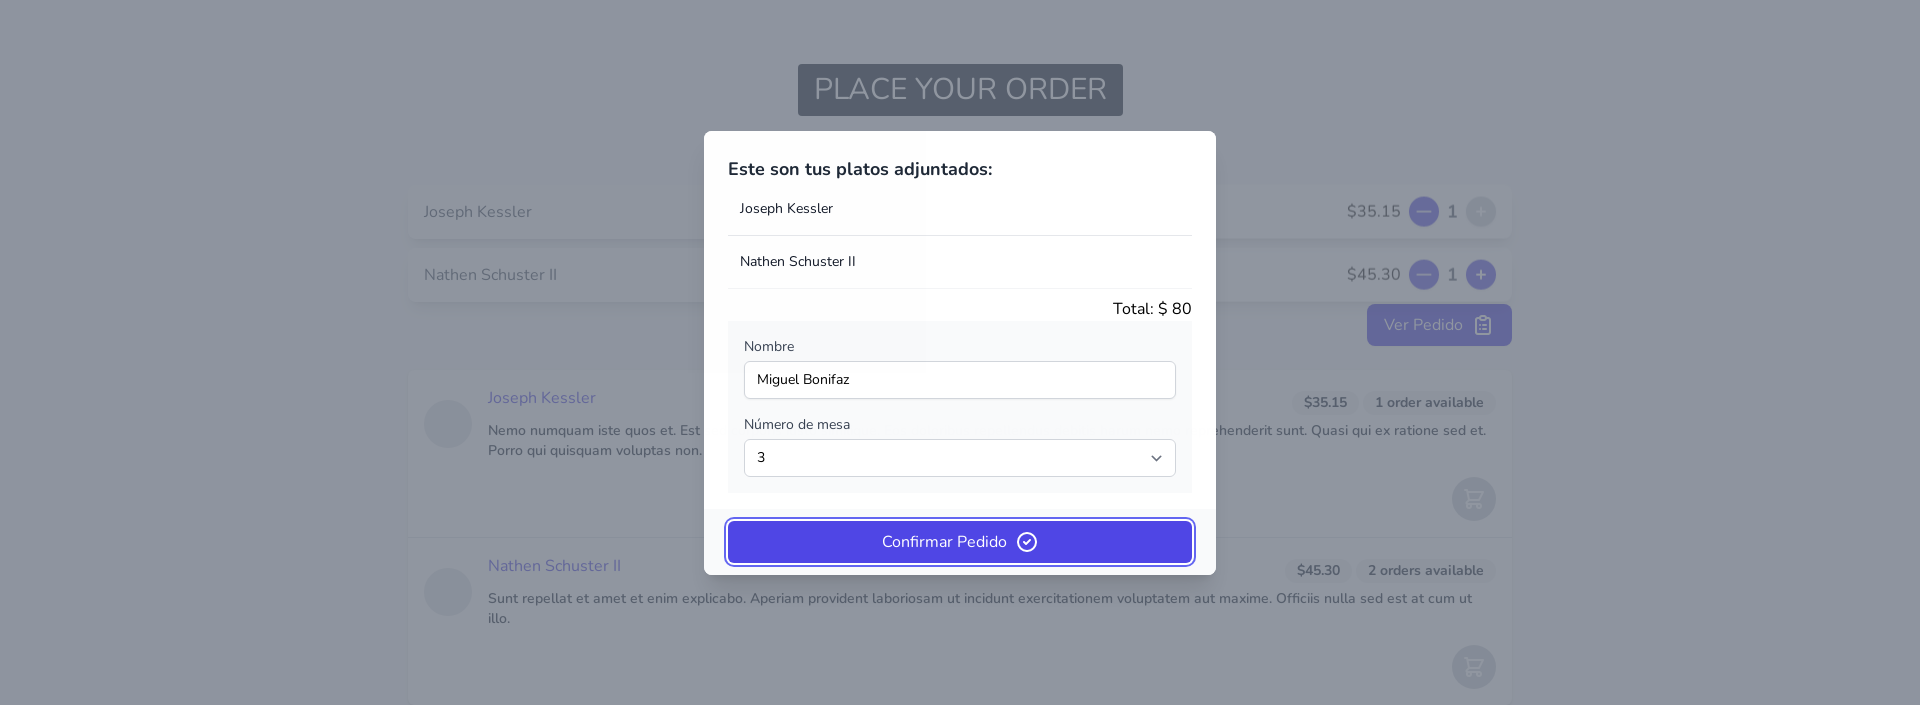 PLACE YOUR ORDER
Este son tus platos adjuntados:
Joseph Kessler
Nathen Schuster II
Total: $ 80
Nombre
Miguel Bonifaz
Número de mesa
3
Confirmar Pedido
Joseph Kessler
$35.15
1
Nathen Schuster II
$45.30
1
Ver Pedido
Joseph Kessler
$35.15
1 order available
Nemo numquam iste quos et. Est
ehenderit sunt. Quasi qui ex ratione sed et.
Porro qui quisquam voluptas non.
Nathen Schuster II
$45.30
2 orders available
Sunt repellat et amet et enim explicabo. Aperiam provident laboriosam ut incidunt exercitationem voluptatem aut maxime. Officiis nulla sed est at cum ut
illo.